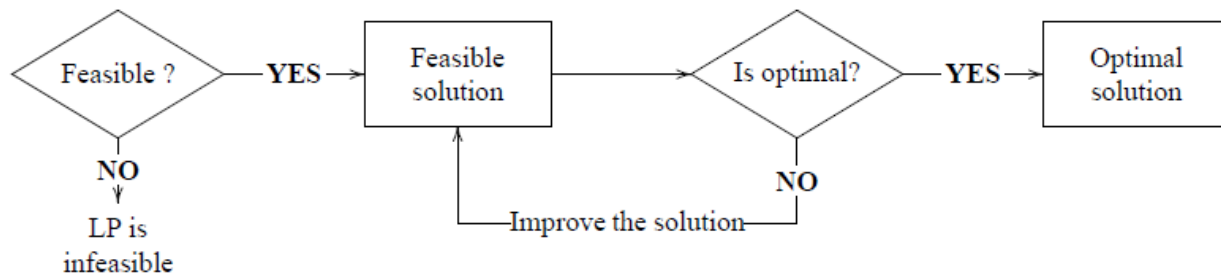 Feasible ?
YES
Feasible
solution
Is optimal?
YES
Optimal
solution
NO
LP is
infeasible
NO
Improve the solution